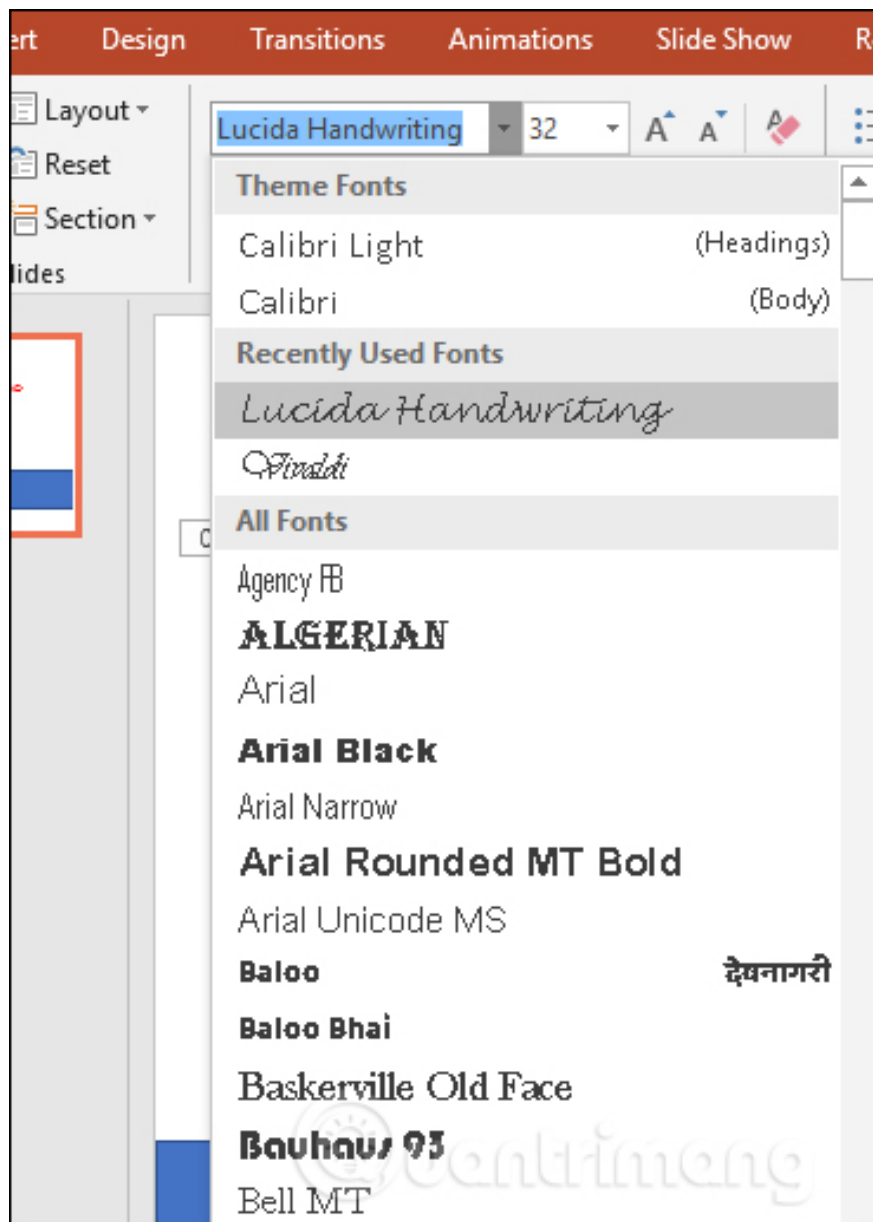 ert Design Transitions Animations Slide Show R
Layout
Lucida Handwriting 32 A A A
Reset
Section
lides
Theme Fonts
Calibri Light (Headings)
Calibri (Body)
Recently Used Fonts
Lucida Handwriting
Vivaldi
All Fonts
Agency FB
ALGERIAN
Arial
Arial Black
Arial Narrow
Arial Rounded MT Bold
Arial Unicode MS
Baloo देवनागरी
Baloo Bhai
Baskerville Old Face
Bauhaus 93
Bell MT
uantrimang